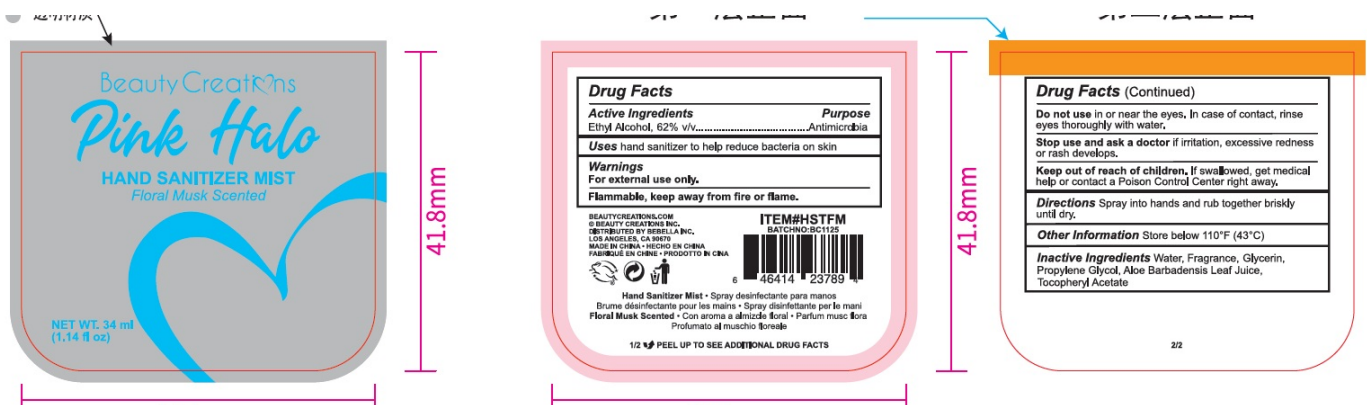 Beauty Creations
Pink Halo
HAND SANITIZER MIST
Floral Musk Scented
NET WT. 34 ml
(1.14 fl oz)
41.8mm
Drug Facts
Active Ingredients Purpose
Ethyl Alcohol, 62% v/v......................................Antimicrobia
Uses hand sanitizer to help reduce bacteria on skin
Warnings
For external use only.
Flammable, keep away from fire or flame.
BEAUTYCREATIONS.COM
© BEAUTY CREATIONS INC.
DISTRIBUTED BY BEBELLA INC.
LOS ANGELES, CA 90670
MADE IN CHINA • HECHO EN CHINA
FABRIQUÉ EN CHINE • PRODOTTO IN CINA
ITEM#HSTFM
BATCHNO:BC1125
6 46414 23789 4
Hand Sanitizer Mist • Spray desinfectante para manos
Brume désinfectante pour les mains • Spray disinfettante per le mani
Floral Musk Scented • Con aroma a almizcle floral • Parfum musc flora
Profumato al muschio floreale
1/2 PEEL UP TO SEE ADDITIONAL DRUG FACTS
41.8mm
Drug Facts (Continued)
Do not use in or near the eyes. In case of contact, rinse
eyes thoroughly with water.
Stop use and ask a doctor if irritation, excessive redness
or rash develops.
Keep out of reach of children. If swallowed, get medical
help or contact a Poison Control Center right away.
Directions Spray into hands and rub together briskly
until dry.
Other Information Store below 110°F (43°C)
Inactive Ingredients Water, Fragrance, Glycerin,
Propylene Glycol, Aloe Barbadensis Leaf Juice,
Tocopheryl Acetate
2/2